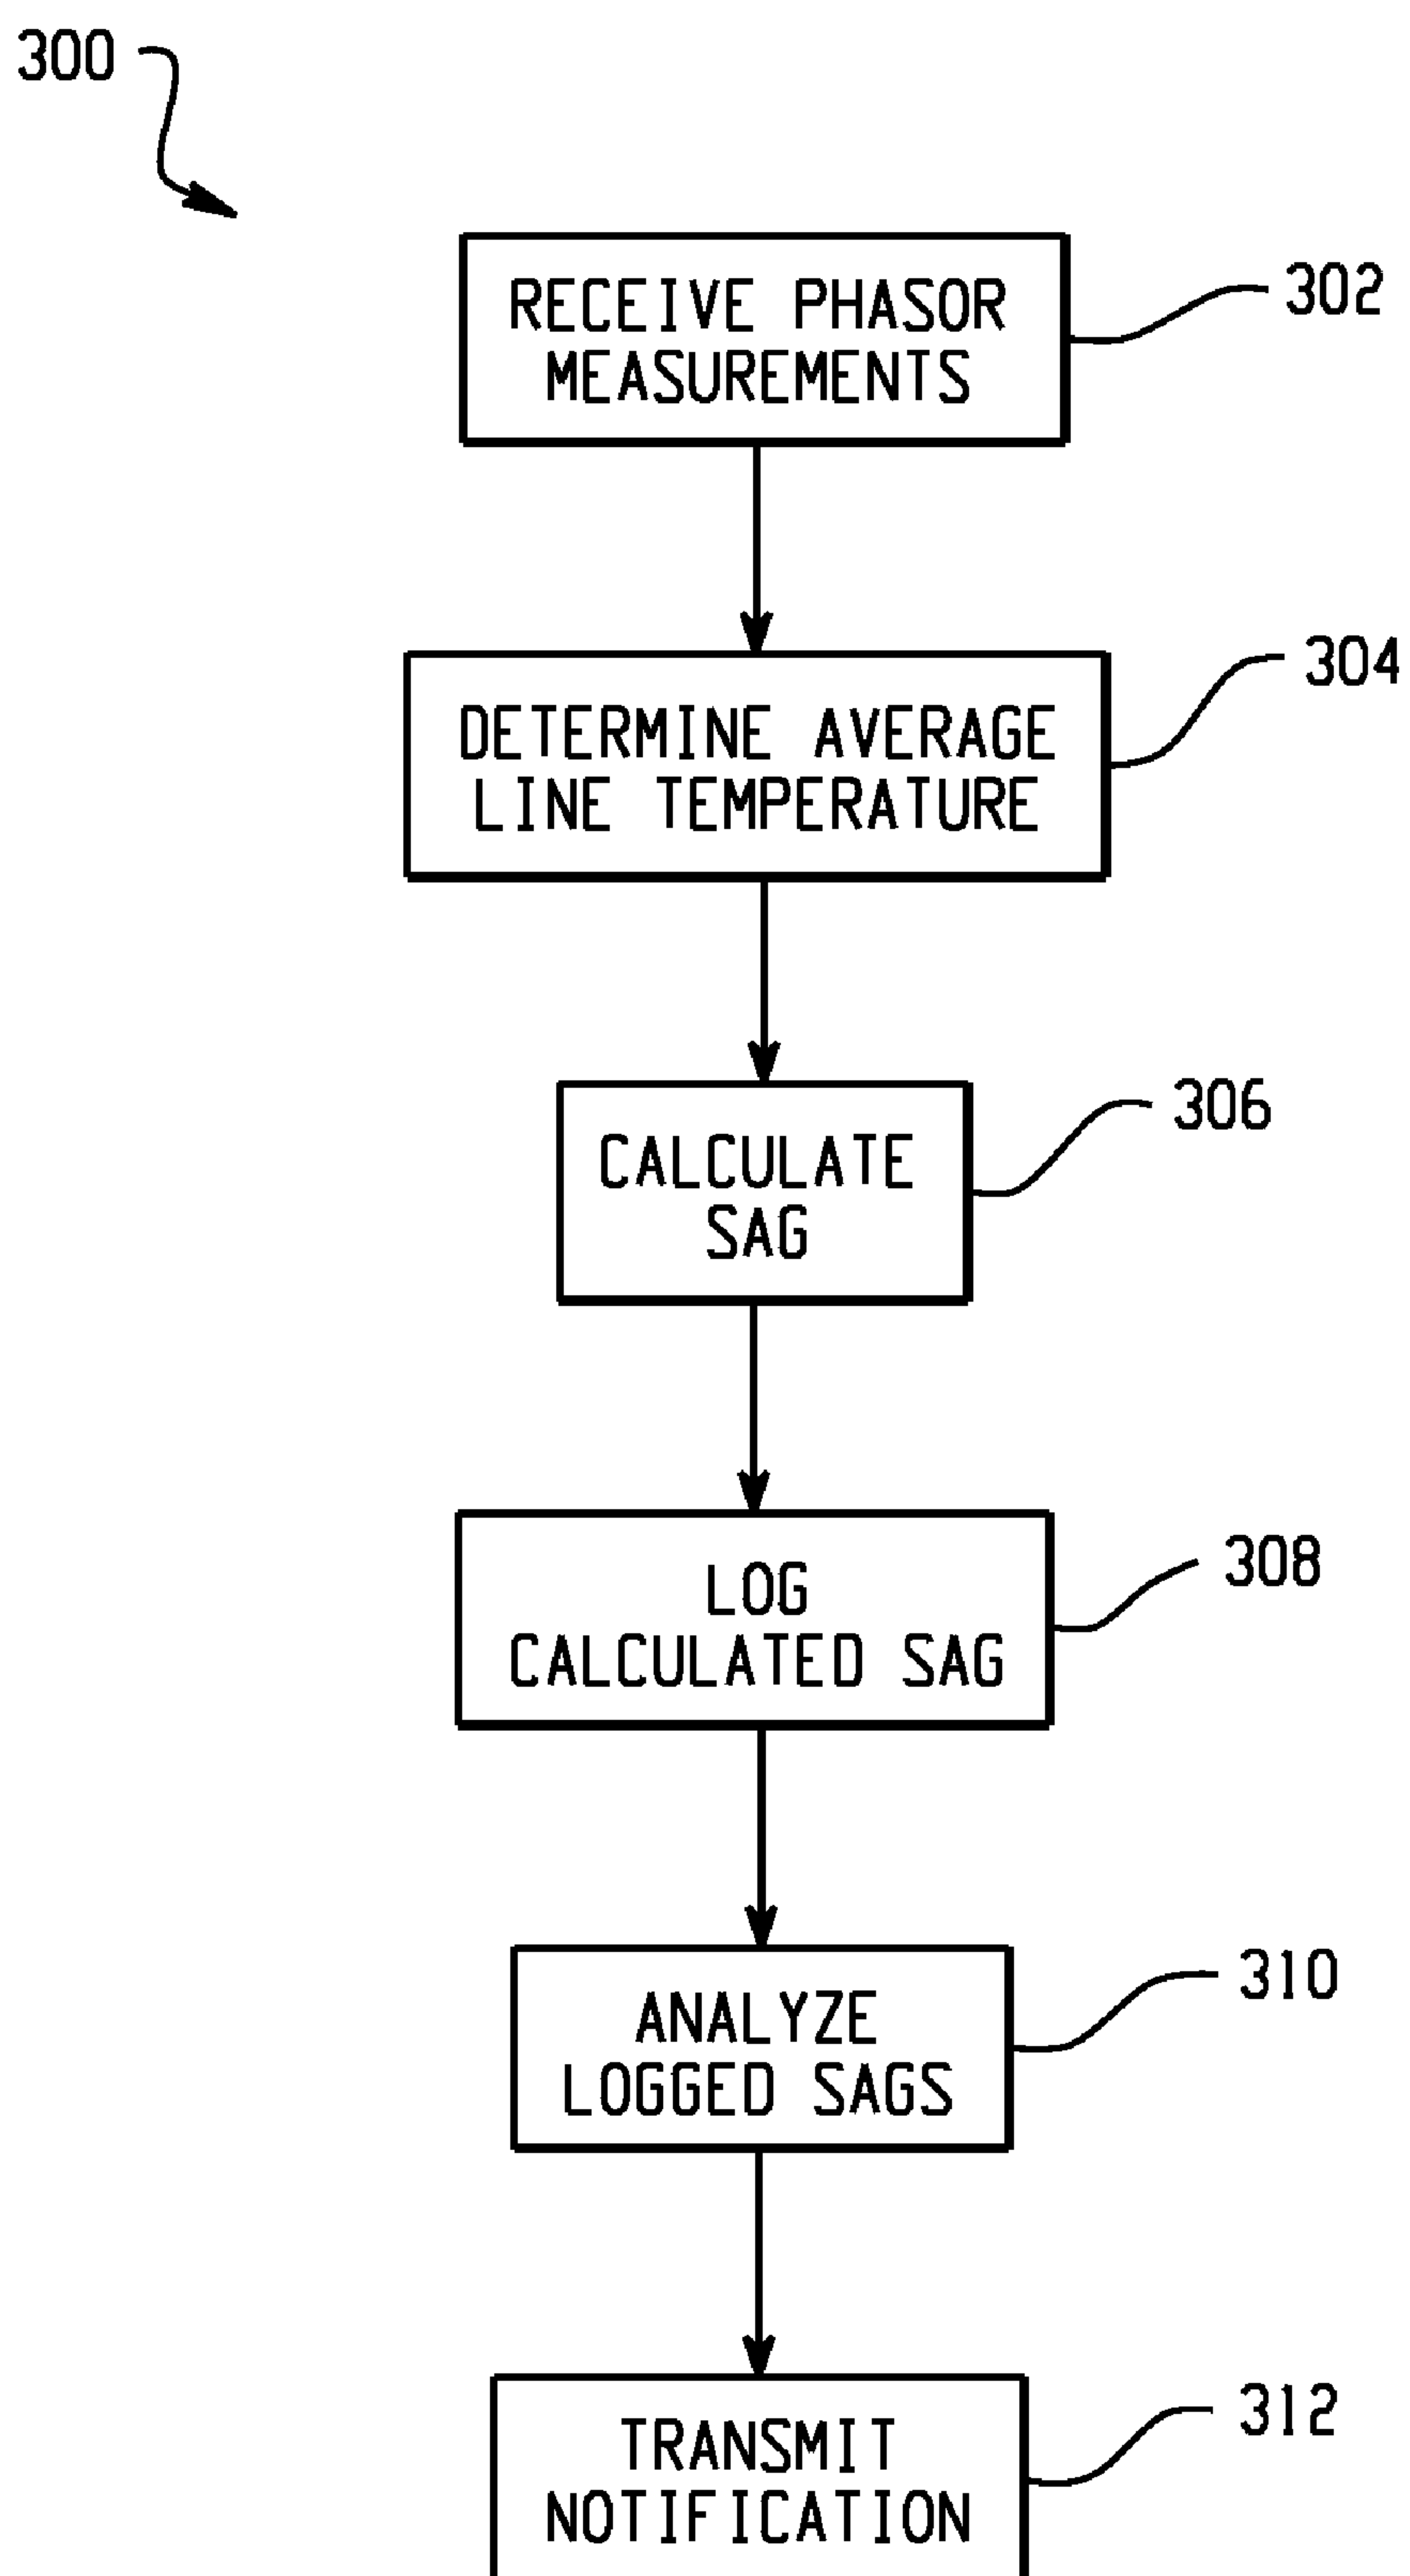 300
RECEIVE PHASOR
MEASUREMENTS
302
DETERMINE AVERAGE
LINE TEMPERATURE
304
CALCULATE
SAG
306
LOG
CALCULATED SAG
308
ANALYZE
LOGGED SAGS
310
TRANSMIT
NOTIFICATION
312